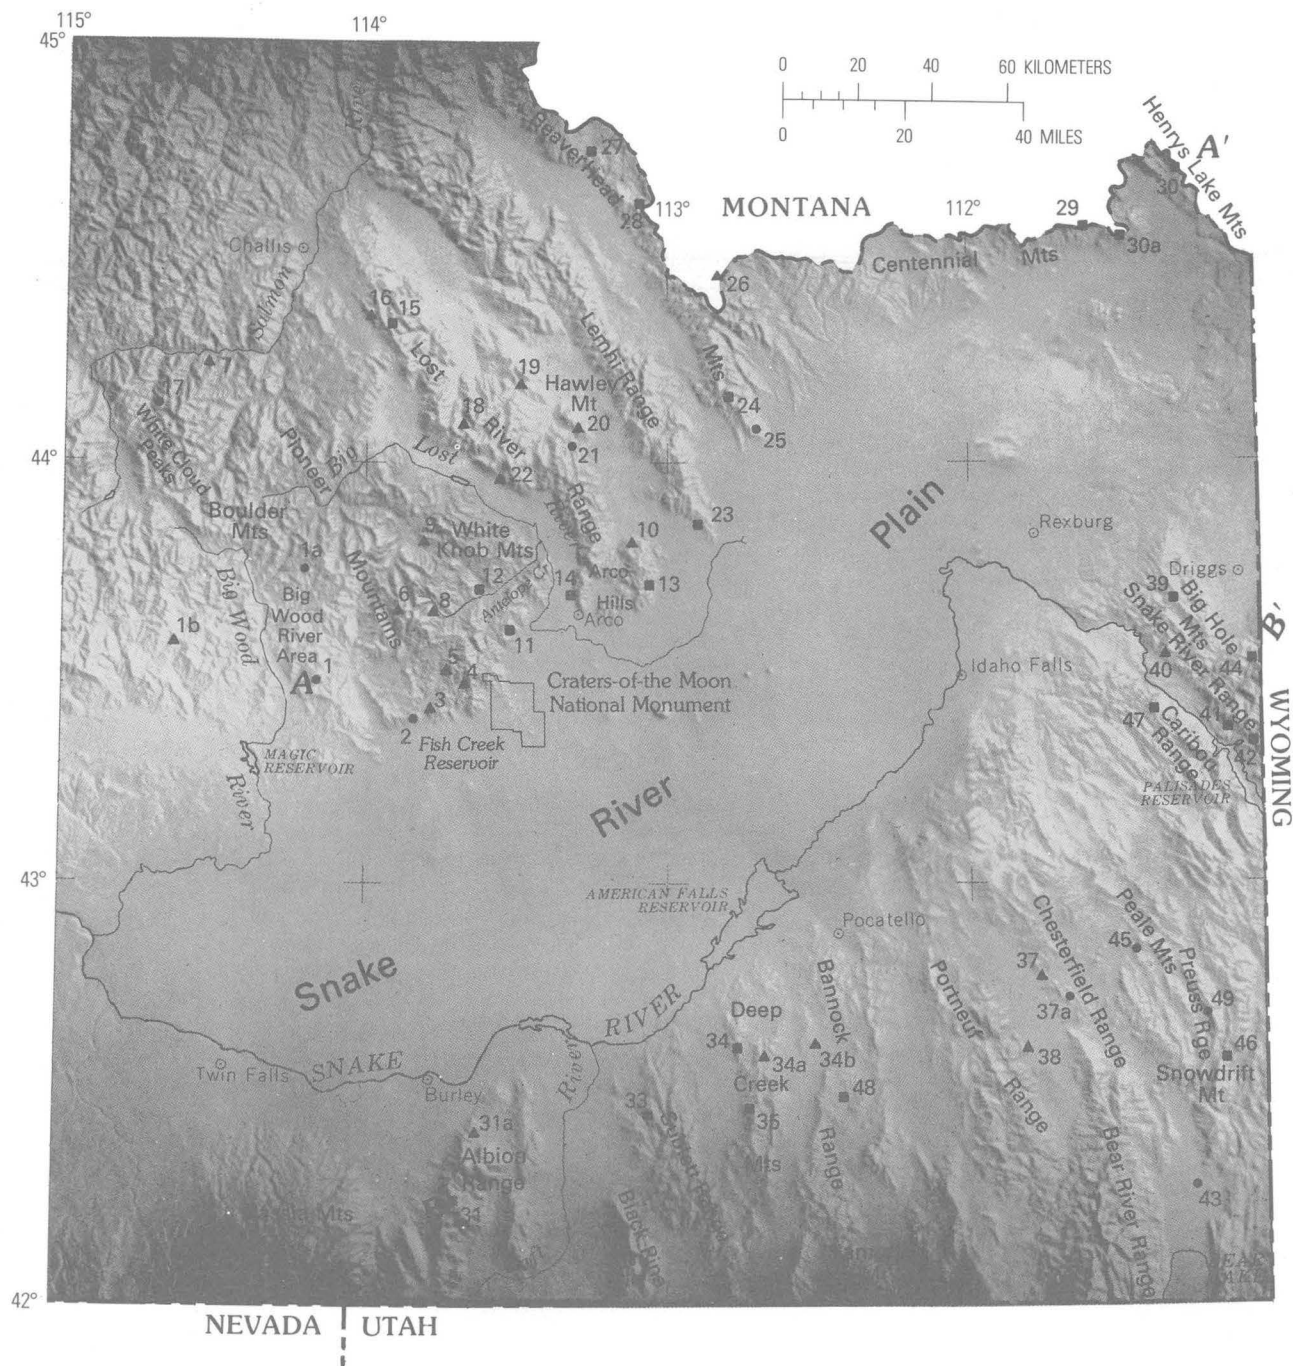 115°
114°
45°
0 20 40 60 KILOMETERS
0 20 40 MILES
Henrys Lake Mts
A'
30
River
Beaverhead
27
28
113°
MONTANA
112°
29
30a
Centennial Mts
26
Challis
Salmon
16 15
Lost
Lemhi Range
Mts
7
19
Hawley
Mt
17
18
River
20
24
25
White Cloud
Peaks
Pioneer
Big
Lost
21
44°
22
Range
River
Plain
Boulder
Mts
9
White
Knob Mts
10
23
Rexburg
1a
Mountains
Big Wood
12
14
Arco
Hills
13
Driggs
39
Big Hole
Mts
B'
Big
Wood
River
Area
6
8
Antelope
Arco
Snake River Range
1b
11
40
44
A
1
5
4
Craters-of-the Moon
National Monument
Idaho Falls
WYOMING
3
2
Fish Creek
Reservoir
47
Caribou
Range
41
42
MAGIC
RESERVOIR
River
PALISADES
RESERVOIR
River
43°
AMERICAN FALLS
RESERVOIR
Pocatello
Peale Mts
45
Chesterfield Range
Snake
Bannock
Portneuf
37
Preuss Rge
37a
49
RIVER
Deep
34
34a
34b
38
46
Snowdrift
Mt
Creek
SNAKE
River
Twin Falls
Burley
48
Range
33
35
31a
Albion
Range
Sublett Range
Mts
Range
Bear River Range
43
31
Cassia Mts
Black Pine
BEAR
LAKE
42°
NEVADA UTAH